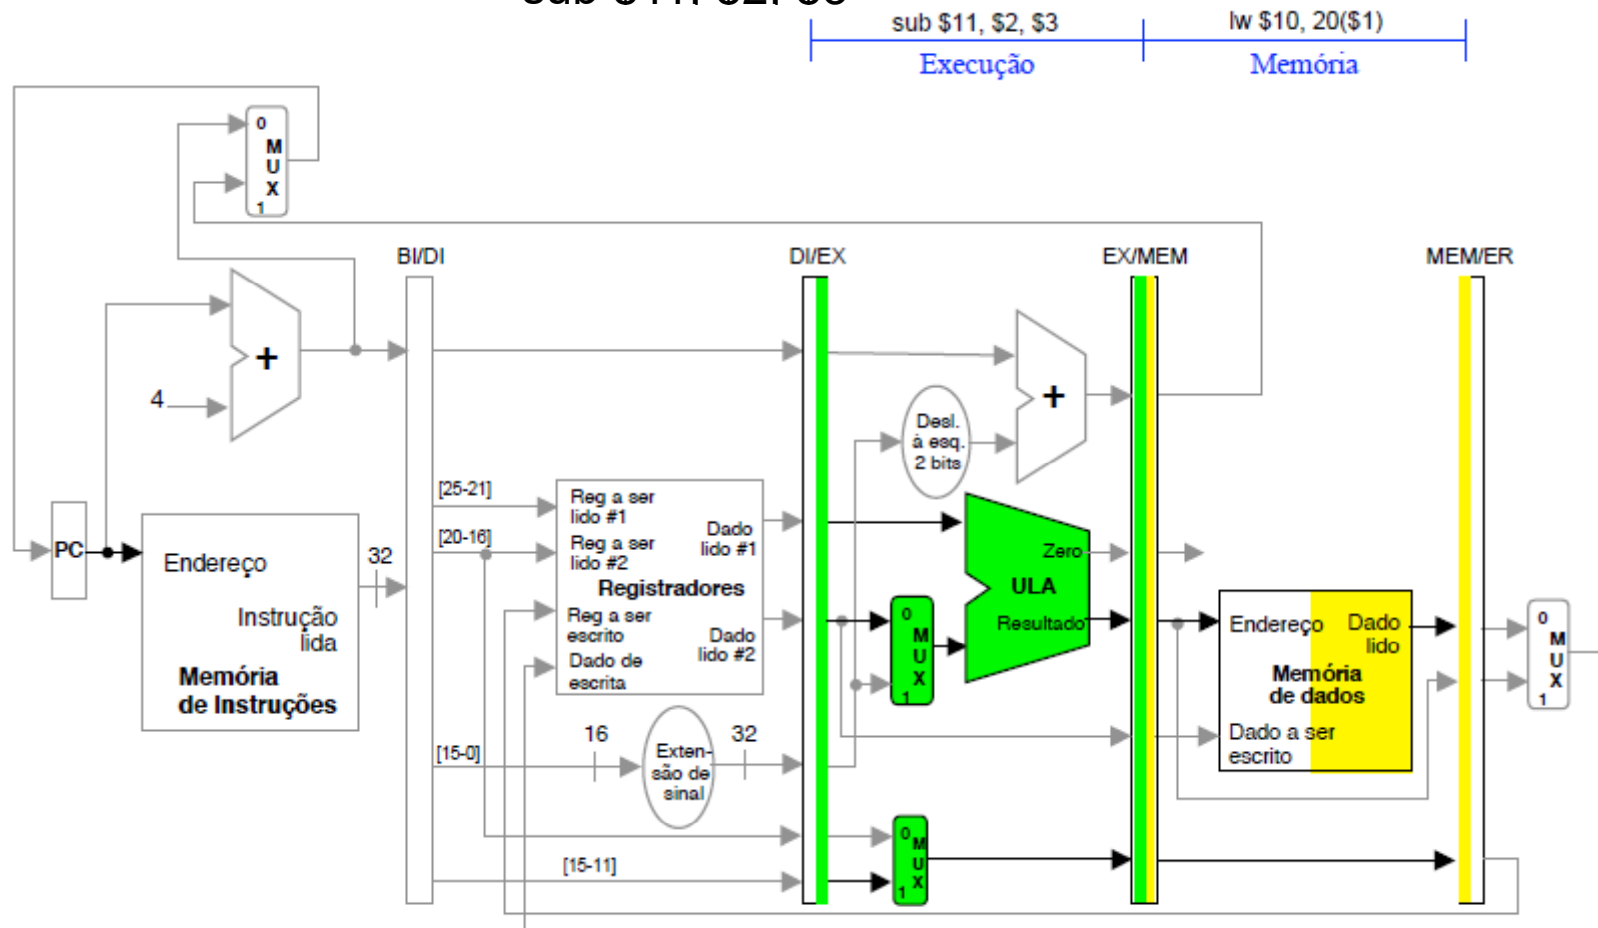 sub $11, $2, $3
sub $11, $2, $3
lw $10, 20($1)
Execução
Memória
0
M
U
X
1
BI/DI
DI/EX
EX/MEM
MEM/ER
+
4
+
Desl.
à esq.
2 bits
[25-21]
[20-16]
Reg a ser
lido #1
Reg a ser
lido #2
Registradores
Reg a ser
escrito
Dado de
escrita
Dado
lido #1
Dado
lido #2
PC
Endereço
Instrução
lida
Memória
de Instruções
32
Zero
ULA
Resultado
0
M
U
X
1
Endereço
Dado
lido
Memória
de dados
Dado a ser
escrito
0
M
U
X
1
[15-0]
16
Exten-
são de
sinal
32
[15-11]
0
M
U
X
1